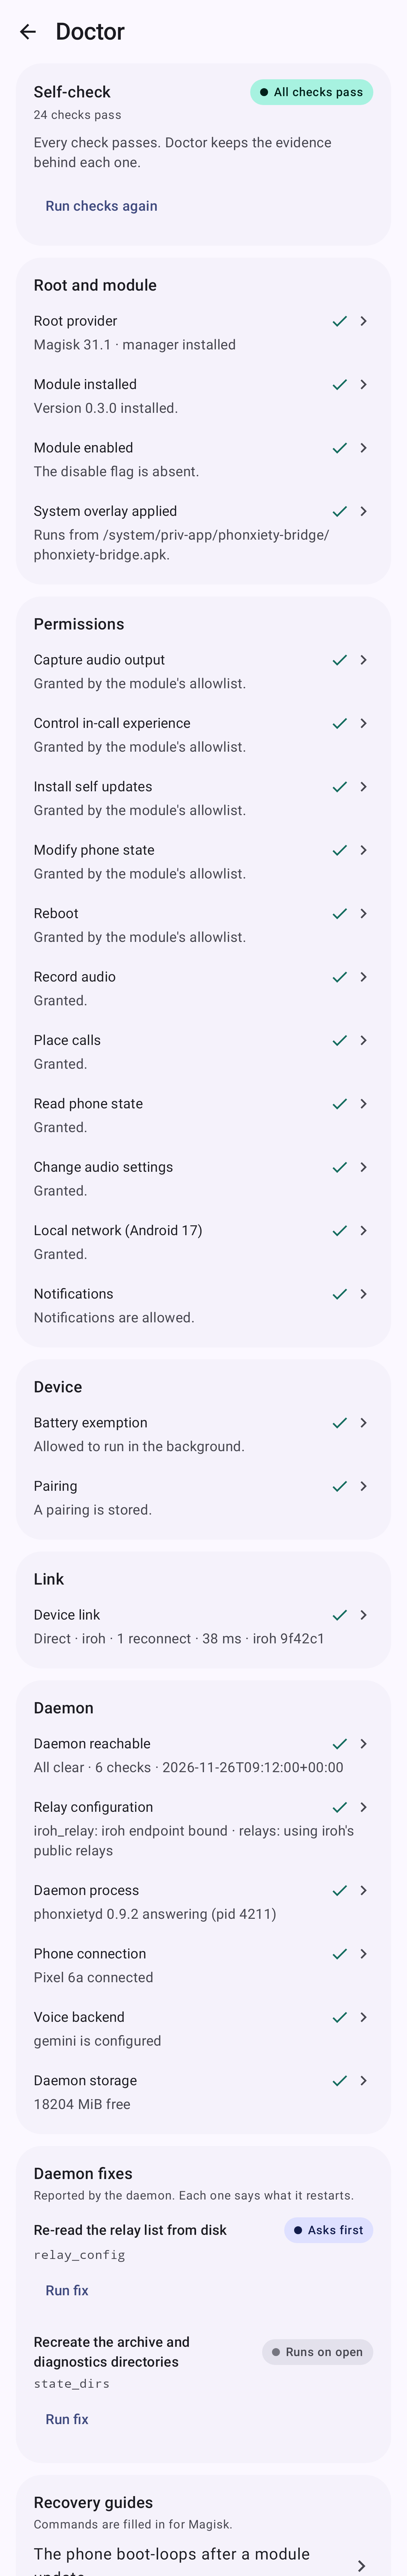 Doctor
Self-check
All checks pass
24 checks pass
Every check passes. Doctor keeps the evidence
behind each one.
Run checks again
Root and module
Root provider
Magisk 31.1 · manager installed
Module installed
Version 0.3.0 installed.
Module enabled
The disable flag is absent.
System overlay applied
Runs from /system/priv-app/phonxiety-bridge/
phonxiety-bridge.apk.
Permissions
Capture audio output
Granted by the module's allowlist.
Control in-call experience
Granted by the module's allowlist.
Install self updates
Granted by the module's allowlist.
Modify phone state
Granted by the module's allowlist.
Reboot
Granted by the module's allowlist.
Record audio
Granted.
Place calls
Granted.
Read phone state
Granted.
Change audio settings
Granted.
Local network (Android 17)
Granted.
Notifications
Notifications are allowed.
Device
Battery exemption
Allowed to run in the background.
Pairing
A pairing is stored.
Link
Device link
Direct · iroh · 1 reconnect · 38 ms · iroh 9f42c1
Daemon
Daemon reachable
All clear · 6 checks · 2026-11-26T09:12:00+00:00
Relay configuration
iroh_relay: iroh endpoint bound · relays: using iroh's
public relays
Daemon process
phonxietyd 0.9.2 answering (pid 4211)
Phone connection
Pixel 6a connected
Voice backend
gemini is configured
Daemon storage
18204 MiB free
Daemon fixes
Reported by the daemon. Each one says what it restarts.
Re-read the relay list from disk
Asks first
relay_config
Run fix
Recreate the archive and
diagnostics directories
Runs on open
state_dirs
Run fix
Recovery guides
Commands are filled in for Magisk.
The phone boot-loops after a module